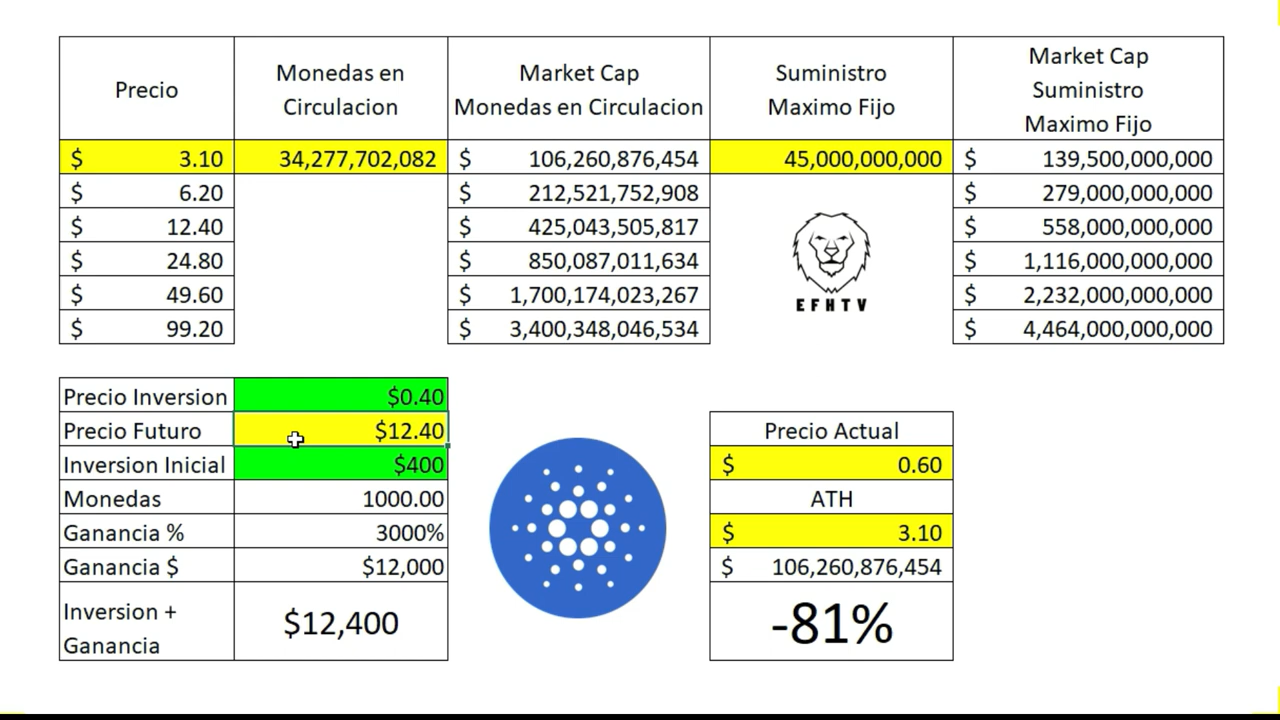 Precio
Monedas en
Circulacion
Market Cap
Monedas en Circulacion
Suministro
Maximo Fijo
Market Cap
Suministro
Maximo Fijo
$ 3.10 34,277,702,082 $ 106,260,876,454 45,000,000,000 $ 139,500,000,000
$ 6.20 $ 212,521,752,908 $ 279,000,000,000
$ 12.40 $ 425,043,505,817 $ 558,000,000,000
$ 24.80 $ 850,087,011,634 $ 1,116,000,000,000
$ 49.60 $ 1,700,174,023,267 $ 2,232,000,000,000
$ 99.20 $ 3,400,348,046,534 $ 4,464,000,000,000
EFHTV
Precio Inversion $0.40
Precio Futuro $12.40
Inversion Inicial $400
Monedas 1000.00
Ganancia % 3000%
Ganancia $ $12,000
Inversion +
Ganancia
$12,400
Precio Actual
$ 0.60
ATH
$ 3.10
$ 106,260,876,454
-81%